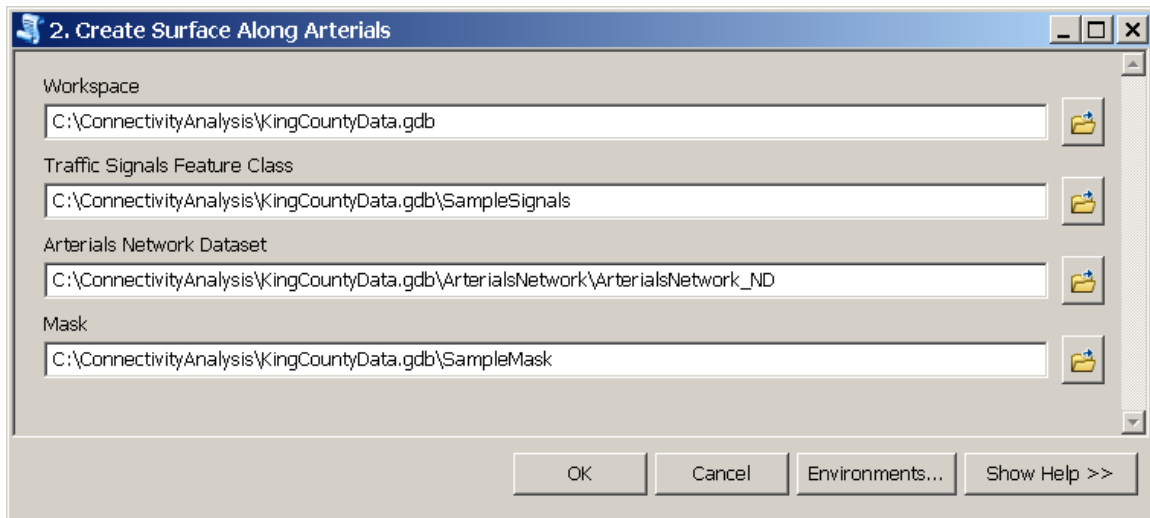 2. Create Surface Along Arterials
Workspace
C:\ConnectivityAnalysis\KingCountyData.gdb
Traffic Signals Feature Class
C:\ConnectivityAnalysis\KingCountyData.gdb\SampleSignals
Arterials Network Dataset
C:\ConnectivityAnalysis\KingCountyData.gdb\ArterialsNetwork\ArterialsNetwork_ND
Mask
C:\ConnectivityAnalysis\KingCountyData.gdb\SampleMask
OK Cancel Environments... Show Help >>